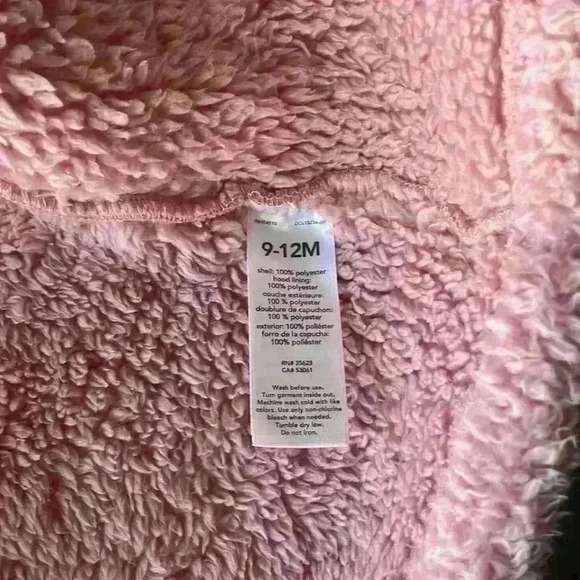 9-12M
shell: 100% polyester
hood lining:
100% polyester
couche extérieure:
100 % polyester
doublure de capuchon:
100 % polyester
exterior: 100% poliéster
forro de la capucha:
100% poliéster
RN# 35623
CA# 53061
Wash before use.
Turn garment inside out.
Machine wash cold with like
colors. Use only non-chlorine
bleach when needed.
Tumble dry low.
Do not iron.